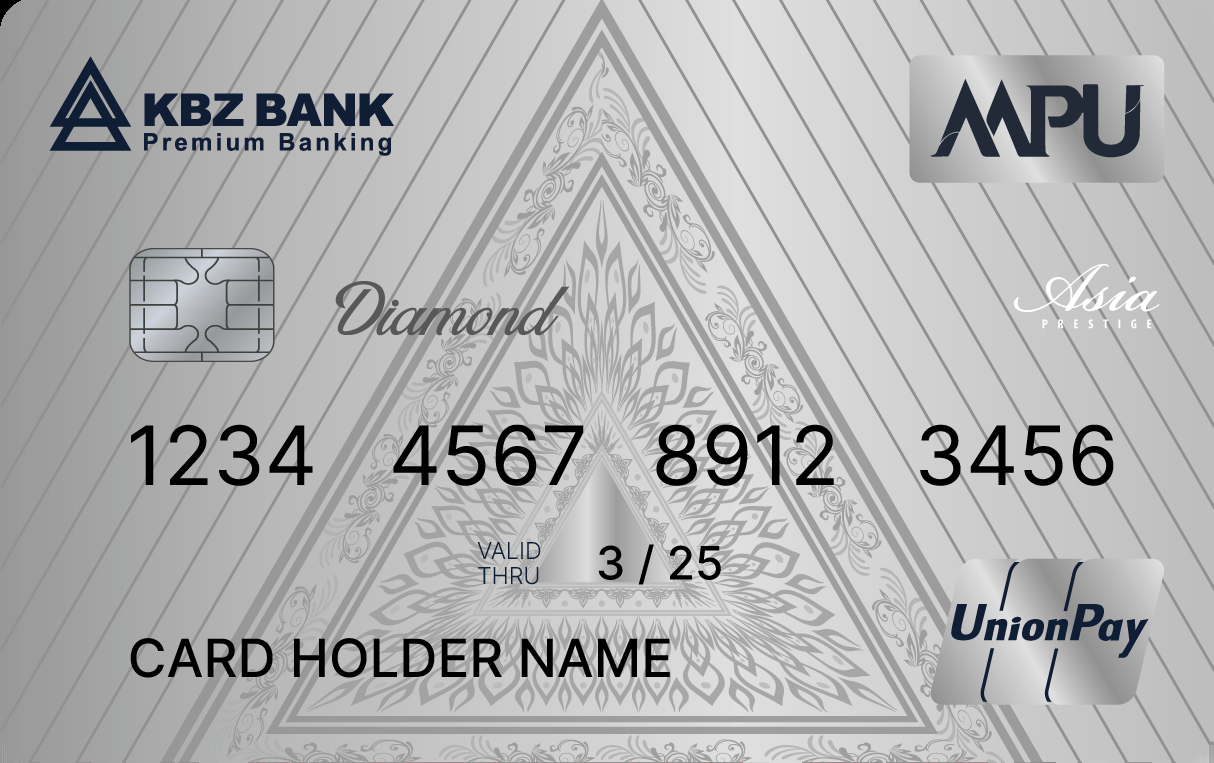 KBZ BANK
Premium Banking
MPU
Diamond
Asia
PRESTIGE
1234 4567 8912 3456
VALID
THRU
3 / 25
UnionPay
CARD HOLDER NAME